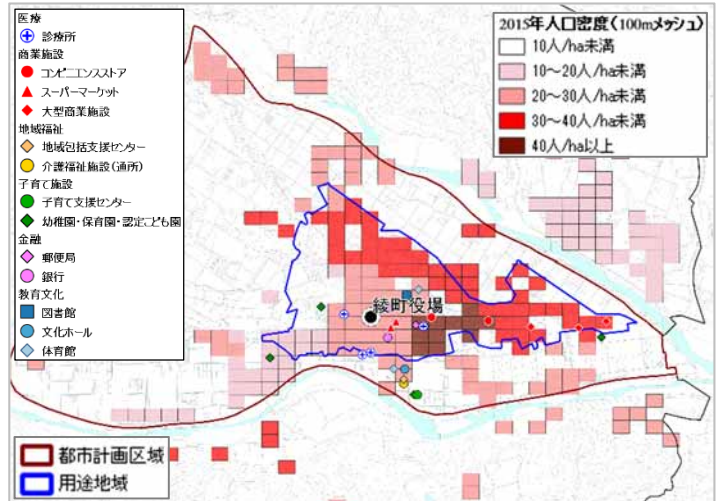 医療
診療所
商業施設
コンビニエンスストア
スーパーマーケット
大型商業施設
地域福祉
地域包括支援センター
介護福祉施設(通所)
子育て施設
子育て支援センター
幼稚園・保育園・認定こども園
金融
郵便局
銀行
教育文化
図書館
文化ホール
体育館
2015年人口密度(100mメッシュ)
10人/ha未満
10～20人/ha未満
20～30人/ha未満
30～40人/ha未満
40人/ha以上
綾町役場
都市計画区域
用途地域